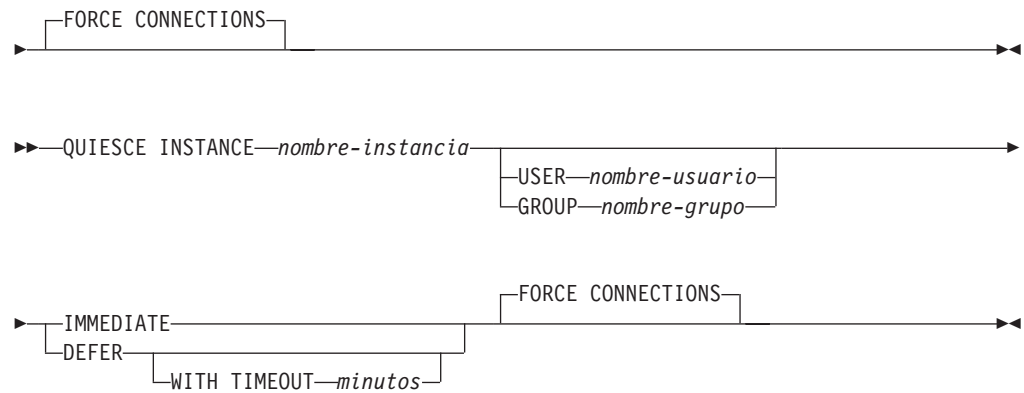 FORCE CONNECTIONS
QUIESCE INSTANCE nombre-instancia
USER nombre-usuario
GROUP nombre-grupo
FORCE CONNECTIONS
IMMEDIATE
DEFER
WITH TIMEOUT minutos